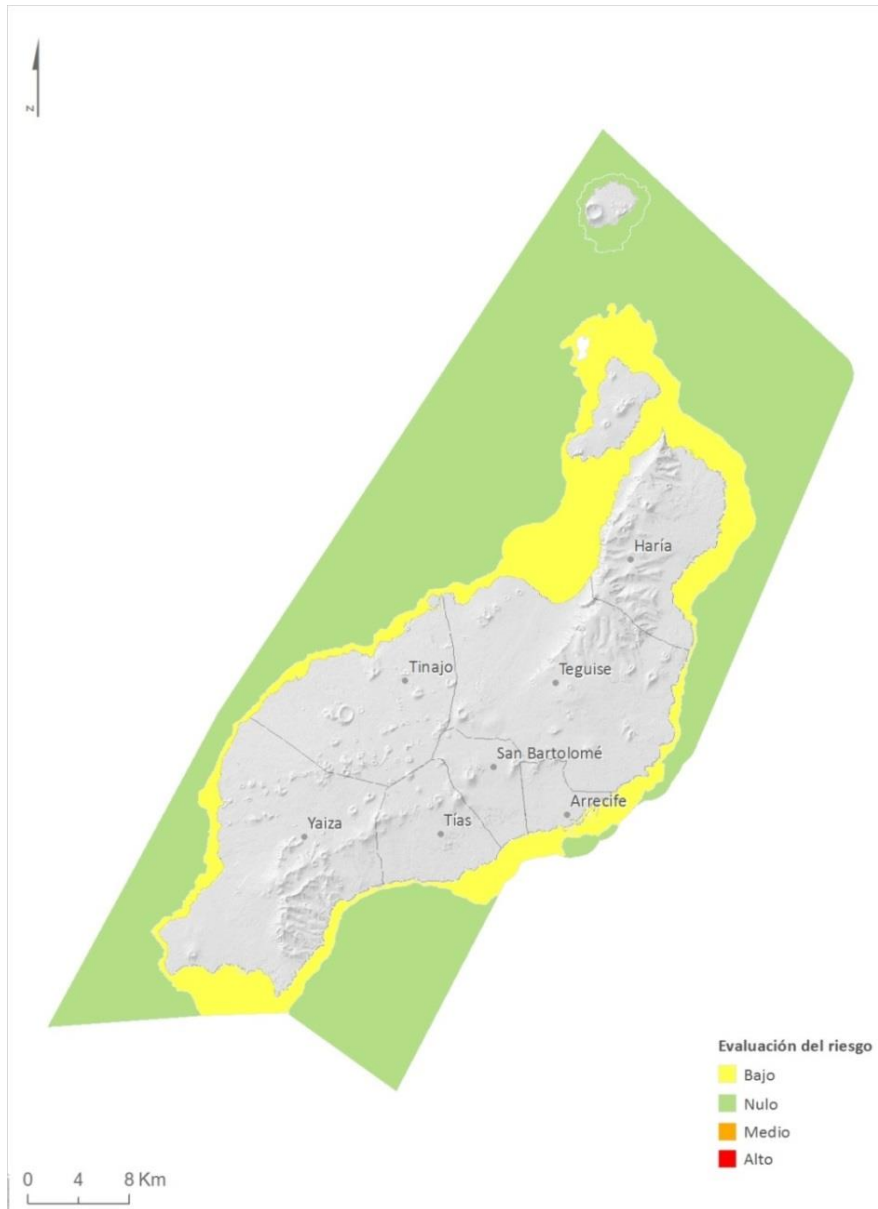 N
Haría
Tinajo
Teguise
San Bartolomé
Arrecife
Yaiza
Tías
Evaluación del riesgo
Bajo
Nulo
Medio
Alto
0 4 8 Km